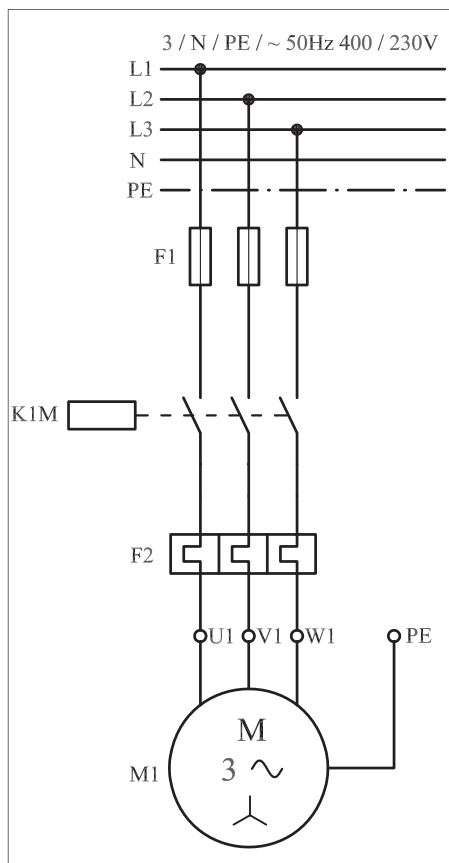 3 / N / PE / ~ 50Hz 400 / 230V
L1
L2
L3
N
PE
F1
K1M
F2
U1 V1 W1 PE
M
M1 3 ~